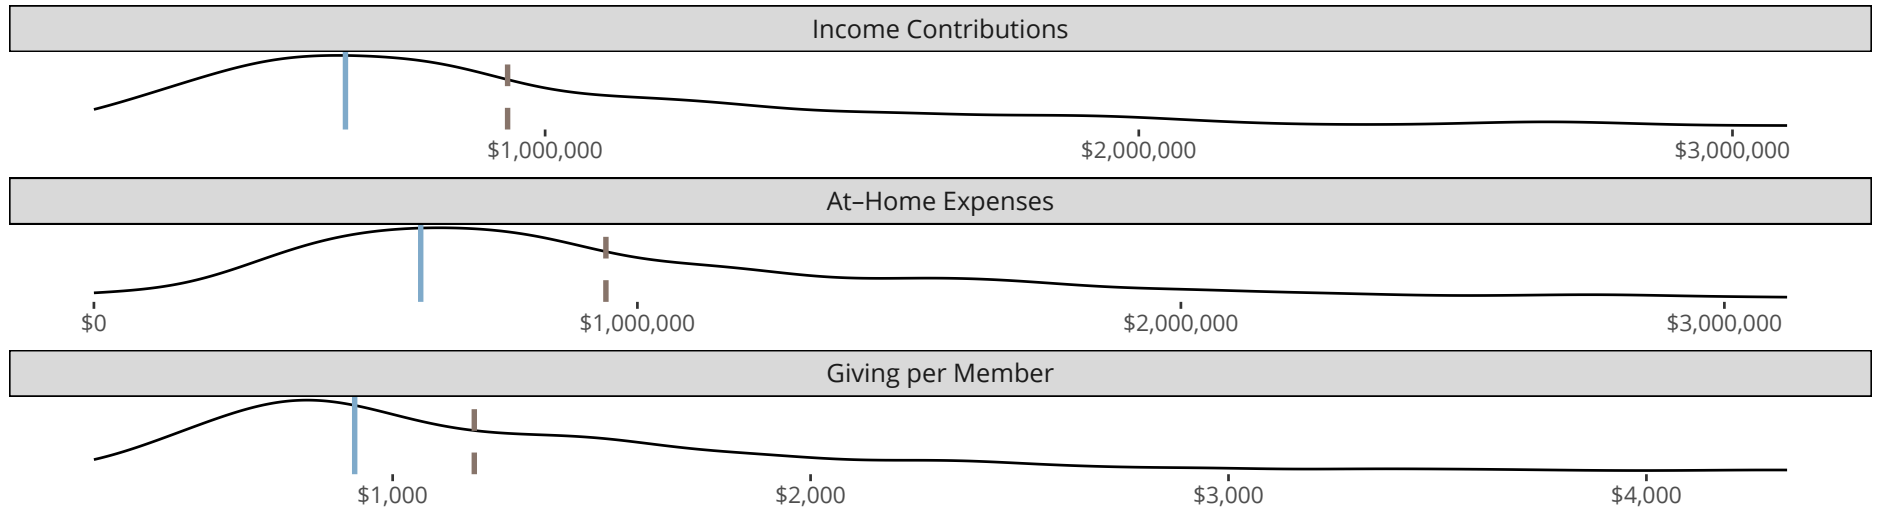 Income Contributions
$1,000,000 $2,000,000 $3,000,000
At–Home Expenses
$0 $1,000,000 $2,000,000 $3,000,000
Giving per Member
$1,000 $2,000 $3,000 $4,000